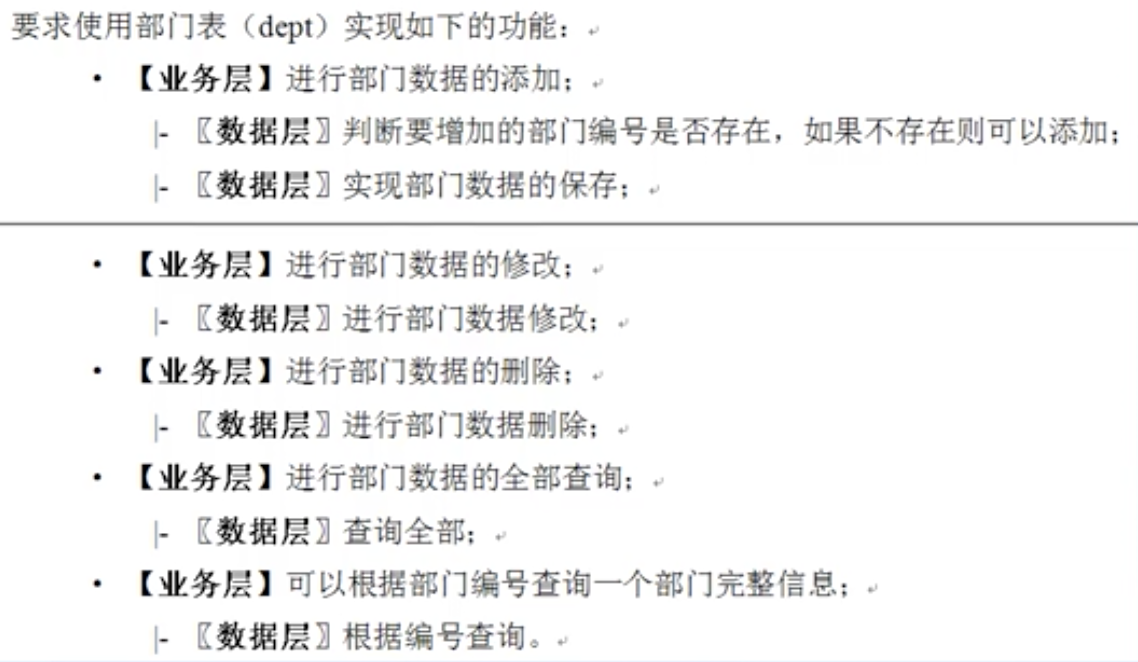 要求使用部门表（dept）实现如下的功能：
• 【业务层】进行部门数据的添加；
|- 〖数据层〗判断要增加的部门编号是否存在，如果不存在则可以添加；
|- 〖数据层〗实现部门数据的保存；
• 【业务层】进行部门数据的修改；
|- 〖数据层〗进行部门数据修改；
• 【业务层】进行部门数据的删除；
|- 〖数据层〗进行部门数据删除；
• 【业务层】进行部门数据的全部查询；
|- 〖数据层〗查询全部；
• 【业务层】可以根据部门编号查询一个部门完整信息；
|- 〖数据层〗根据编号查询。